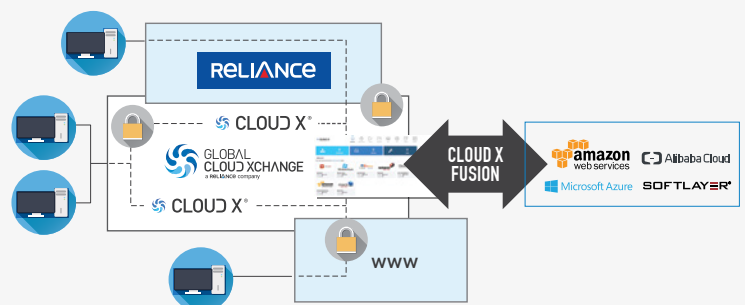 RELIANCE
CLOUD X®
GLOBAL
CLOUD XCHANGE
a RELIANCE company
CLOUD X®
CLOUD X
FUSION
amazon
web services
Alibaba Cloud
Microsoft Azure
SOFTLAYER
www